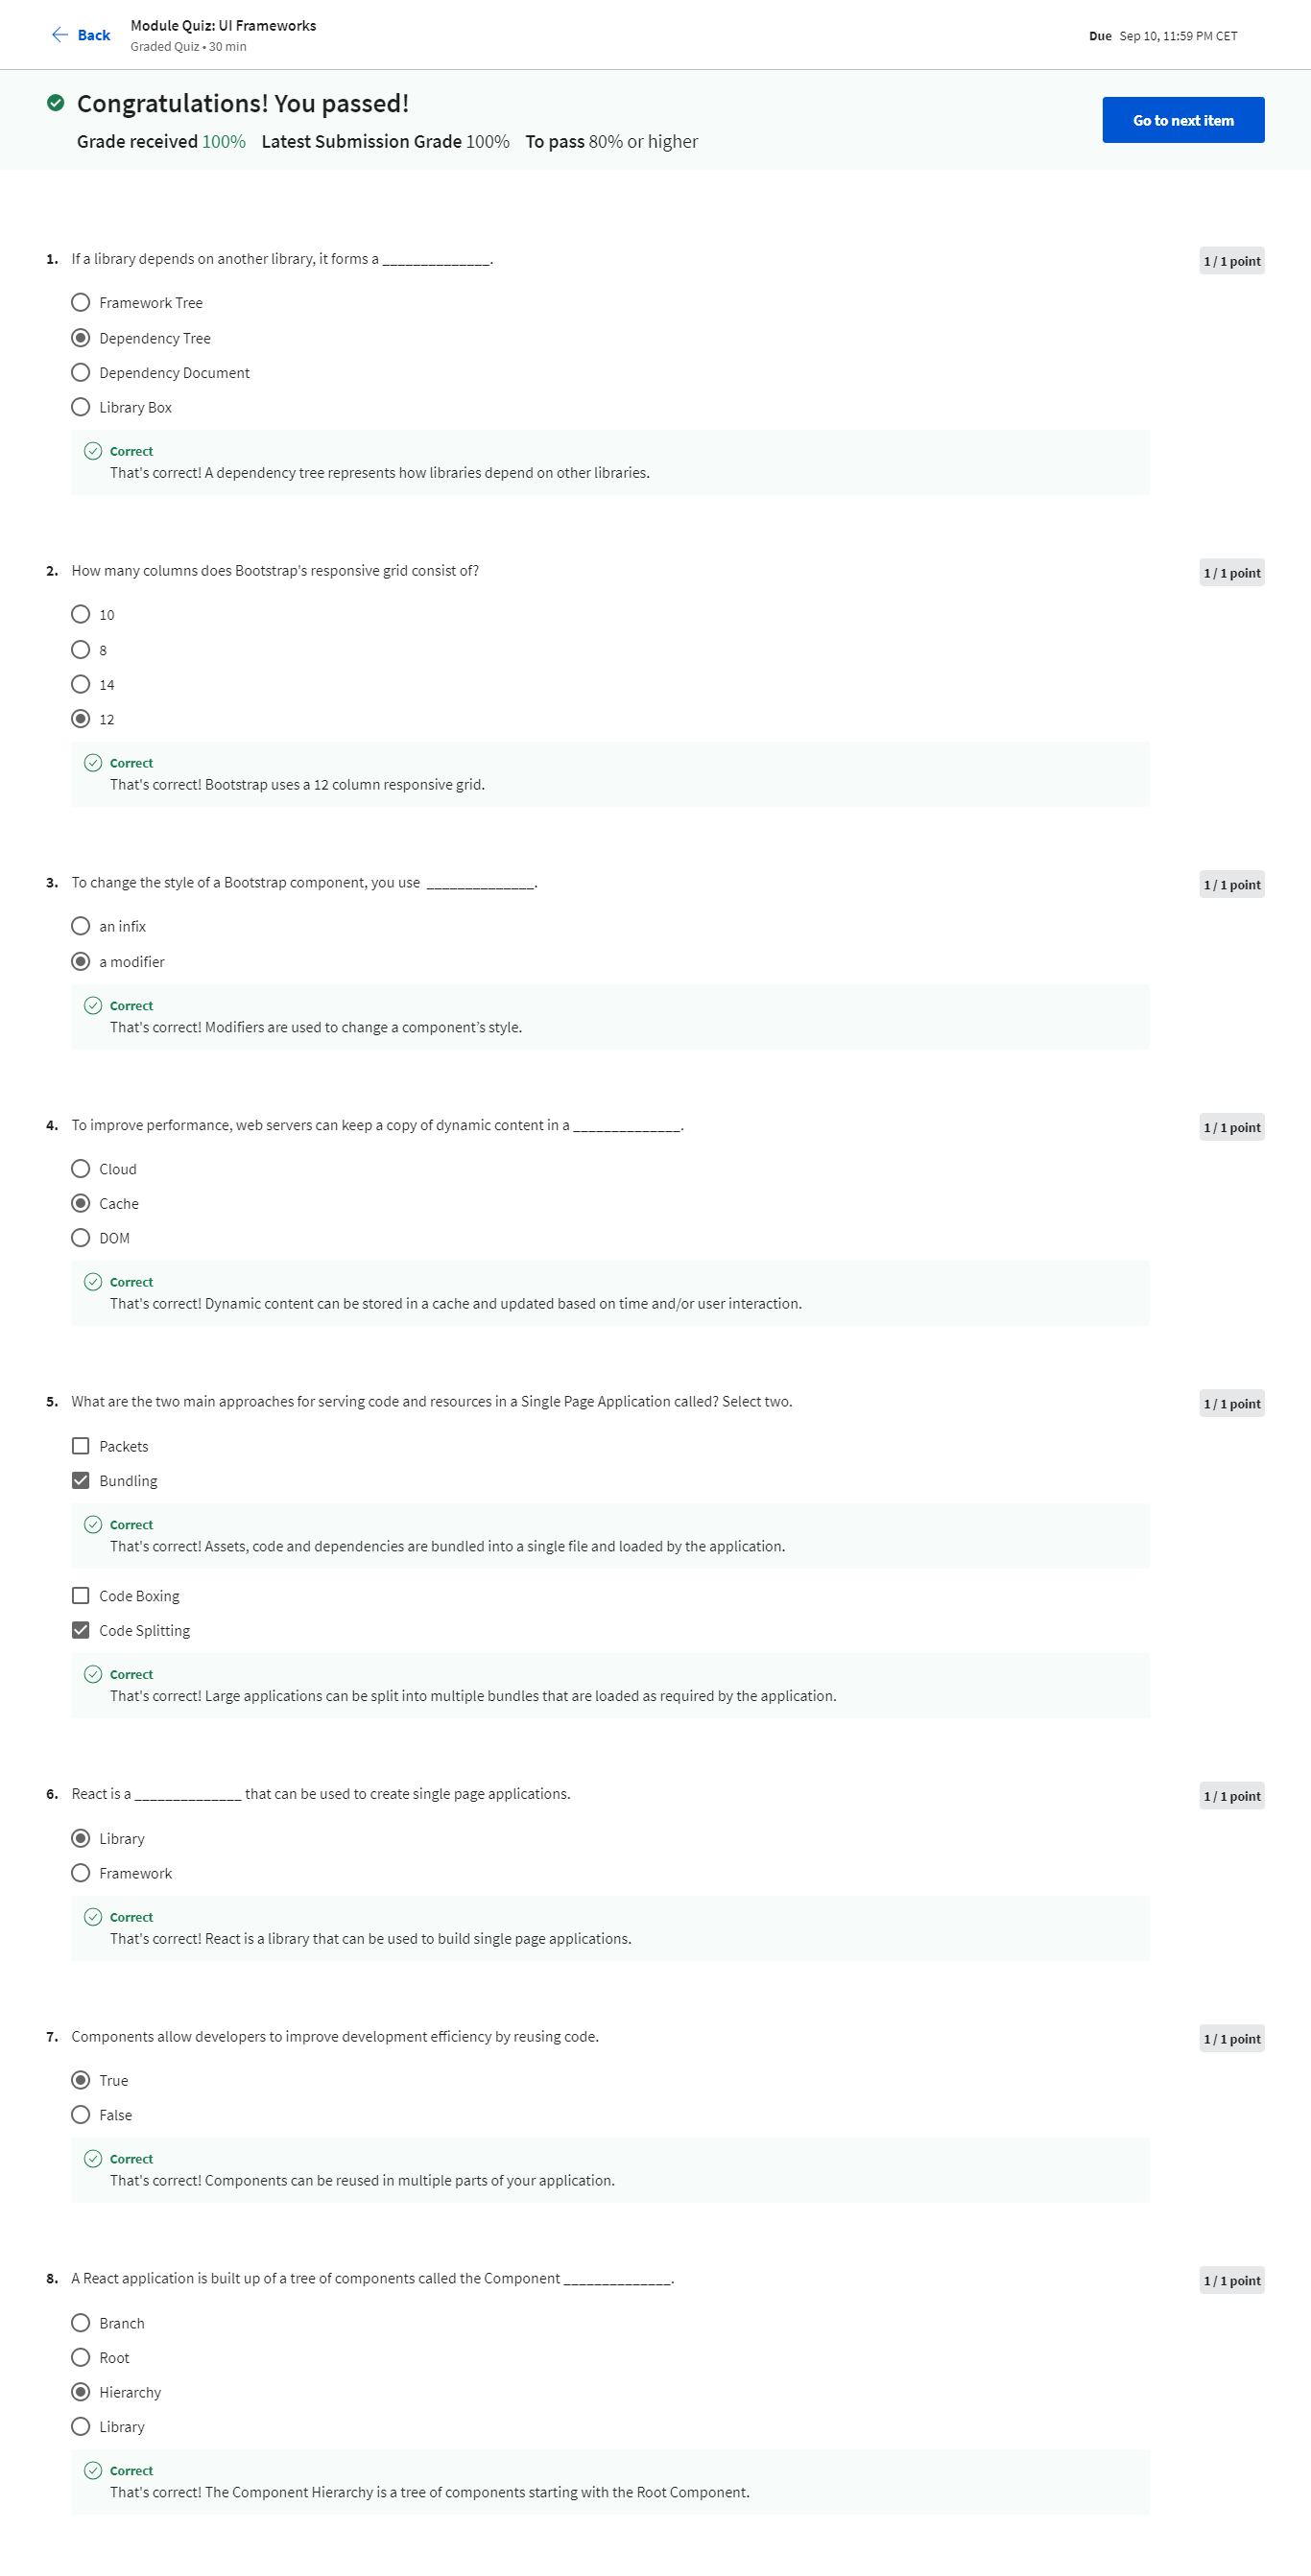 Back
Module Quiz: UI Frameworks
Graded Quiz • 30 min
Due Sep 10, 11:59 PM CET
Congratulations! You passed!
Grade received 100% Latest Submission Grade 100% To pass 80% or higher
Go to next item
1. If a library depends on another library, it forms a ______________.
1 / 1 point
Framework Tree
Dependency Tree
Dependency Document
Library Box
Correct
That's correct! A dependency tree represents how libraries depend on other libraries.
2. How many columns does Bootstrap's responsive grid consist of?
1 / 1 point
10
8
14
12
Correct
That's correct! Bootstrap uses a 12 column responsive grid.
3. To change the style of a Bootstrap component, you use ______________.
1 / 1 point
an infix
a modifier
Correct
That's correct! Modifiers are used to change a component’s style.
4. To improve performance, web servers can keep a copy of dynamic content in a ______________.
1 / 1 point
Cloud
Cache
DOM
Correct
That's correct! Dynamic content can be stored in a cache and updated based on time and/or user interaction.
5. What are the two main approaches for serving code and resources in a Single Page Application called? Select two.
1 / 1 point
Packets
Bundling
Correct
That's correct! Assets, code and dependencies are bundled into a single file and loaded by the application.
Code Boxing
Code Splitting
Correct
That's correct! Large applications can be split into multiple bundles that are loaded as required by the application.
6. React is a ______________ that can be used to create single page applications.
1 / 1 point
Library
Framework
Correct
That's correct! React is a library that can be used to build single page applications.
7. Components allow developers to improve development efficiency by reusing code.
1 / 1 point
True
False
Correct
That's correct! Components can be reused in multiple parts of your application.
8. A React application is built up of a tree of components called the Component ______________.
1 / 1 point
Branch
Root
Hierarchy
Library
Correct
That's correct! The Component Hierarchy is a tree of components starting with the Root Component.